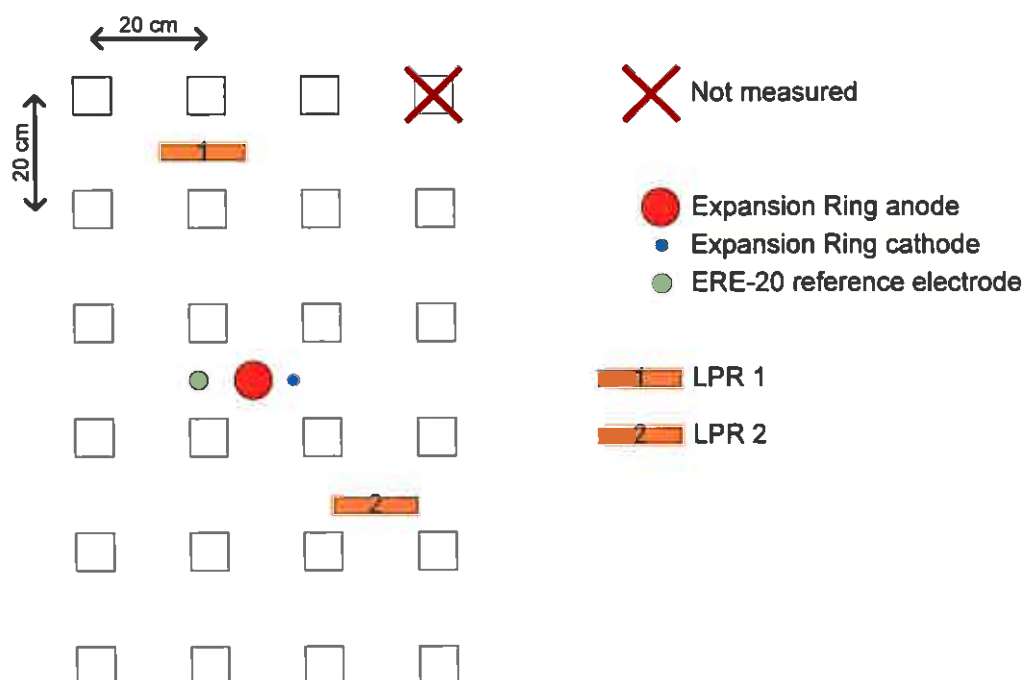 20 cm
20 cm
1
2
Not measured
Expansion Ring anode
Expansion Ring cathode
ERE-20 reference electrode
1 LPR 1
2 LPR 2